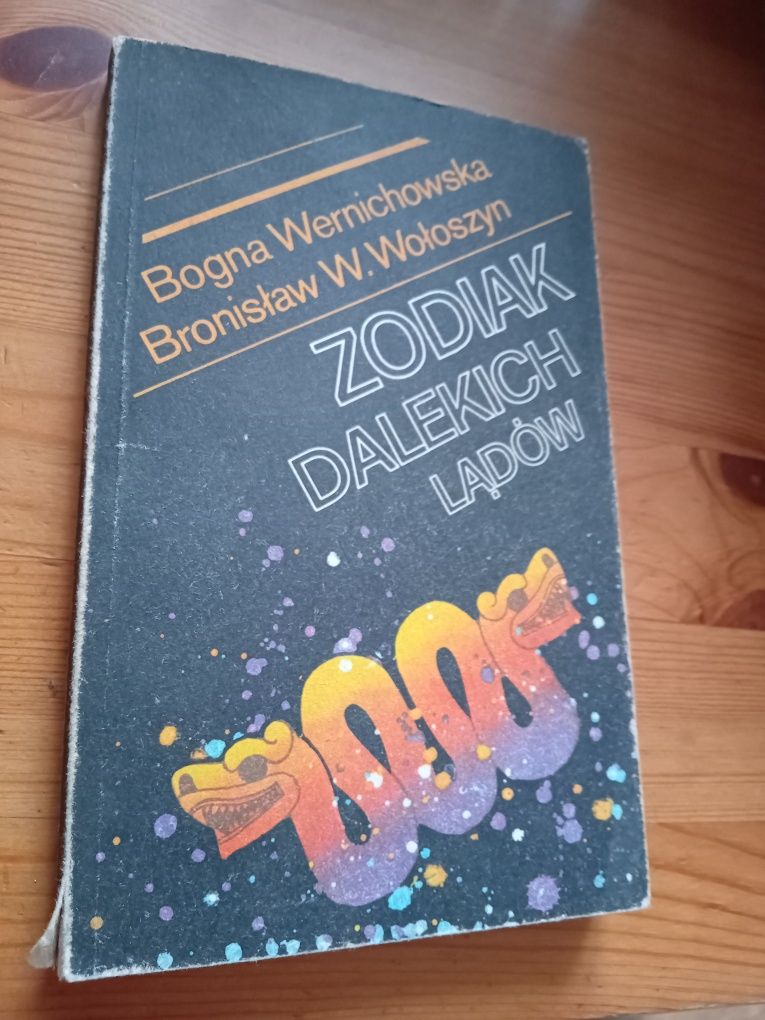 Bogna Wernichowska
Bronisław W. Wołoszyn
ZODIAK
DALEKICH
LĄDÓW